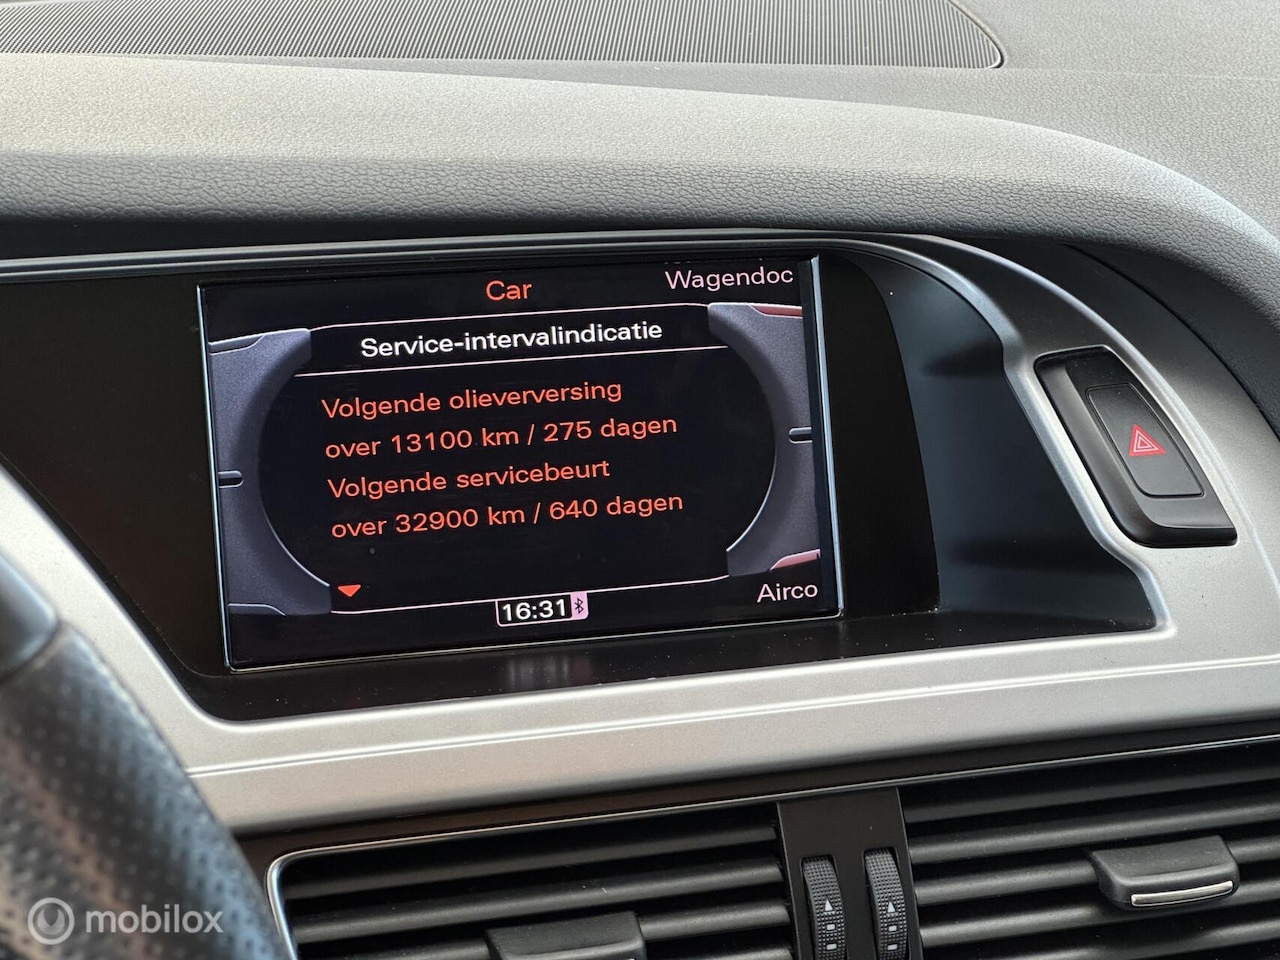 Car
Wagendoc
Service-intervalindicatie
Volgende olieverversing
over 13100 km / 275 dagen
Volgende servicebeurt
over 32900 km / 640 dagen
Airco
16:31
mobilox